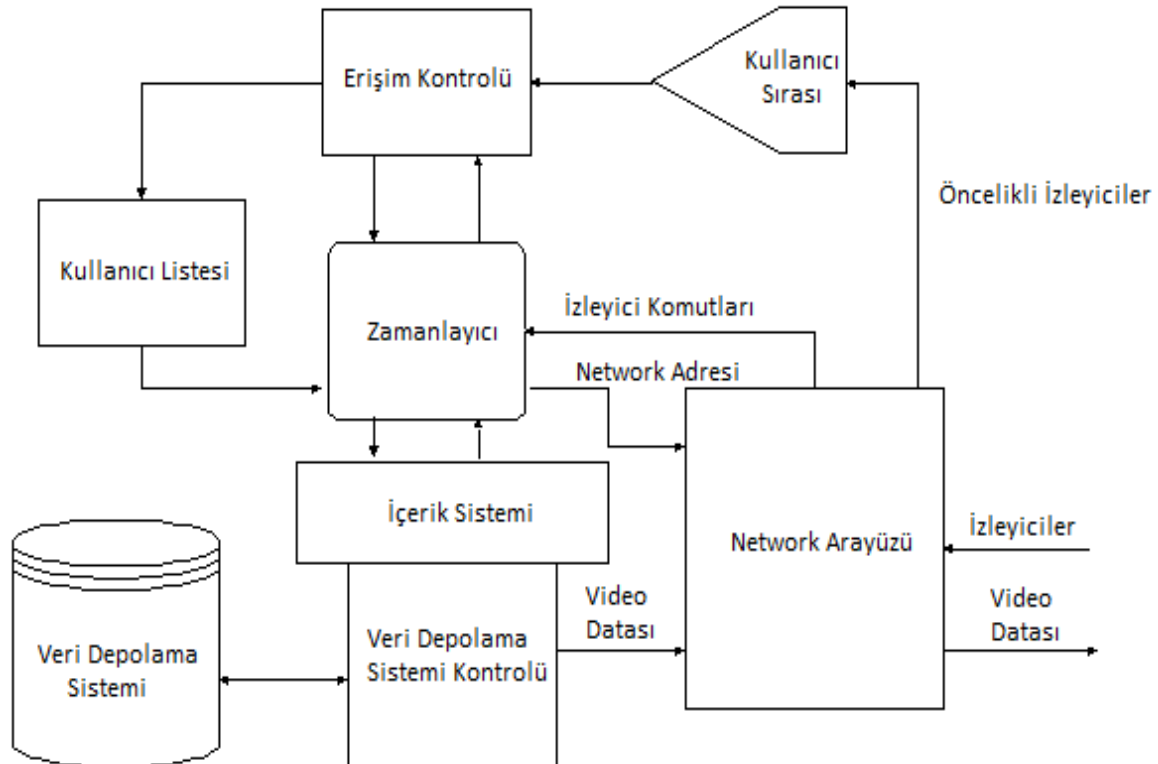 Erişim Kontrolü
Kullanıcı
Sırası
Öncelikli İzleyiciler
Kullanıcı Listesi
İzleyici Komutları
Zamanlayıcı
Network Adresi
İçerik Sistemi
Network Arayüzü
İzleyiciler
Video
Datası
Video
Datası
Veri Depolama
Sistemi Kontrolü
Veri Depolama
Sistemi